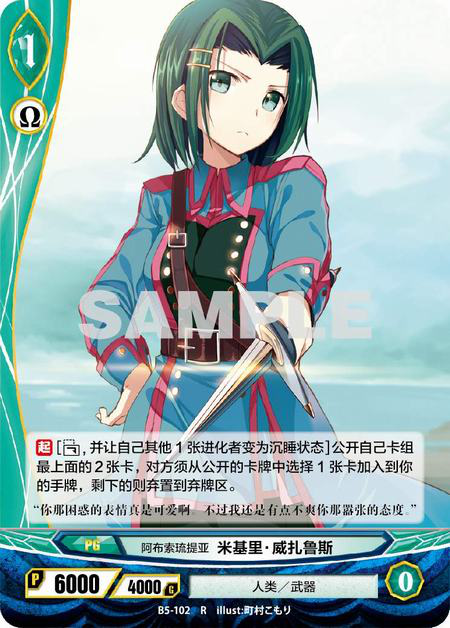 1
Ω
SAMPLE
起[, 并让自己其他1张进化者变为沉睡状态]公开自己卡组
最上面的2张卡，对方须从公开的卡牌中选择1张卡加入到你
的手牌，剩下的则弃置到弃牌区。
“你那困惑的表情真是可爱啊。不过我还是有点不爽你那嚣张的态度。”
PG 阿布索琉提亚 米基里·威扎鲁斯
P 6000 / 4000 G 人类／武器 0
B5-102 R illust:町村こもり